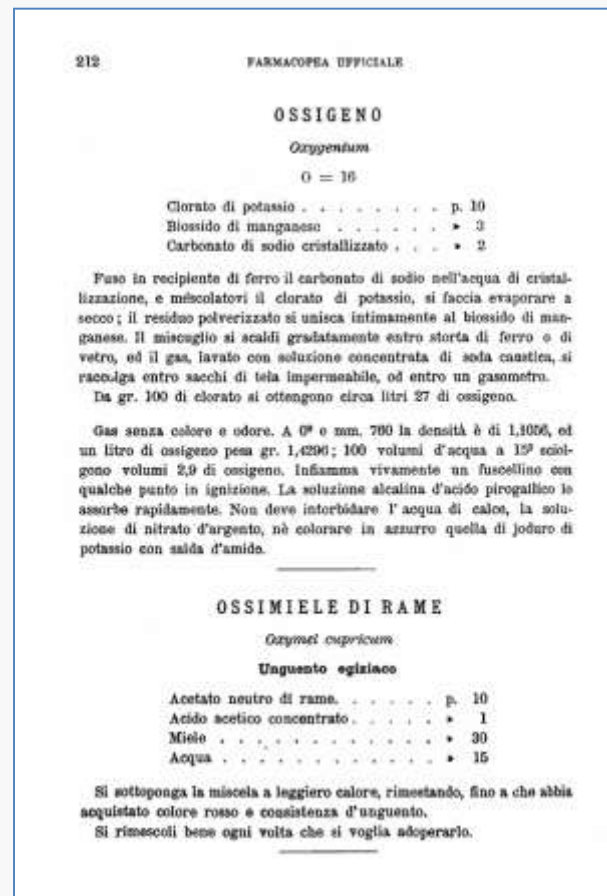 212 FARMACOPEA UFFICIALE
OSSIGENO
Oxygenium
O = 16
Clorato di potassio . . . . . . . . p. 10
Biossido di manganese . . . . . . » 3
Carbonato di sodio cristallizzato . . . » 2
Fuso in recipiente di ferro il carbonato di sodio nell'acqua di cristal-
lizzazione, e mescolatovi il clorato di potassio, si faccia evaporare a
secco; il residuo polverizzato si unisca intimamente al biossido di man-
ganese. Il miscuglio si scaldi gradatamente entro storta di ferro o di
vetro, ed il gas, lavato con soluzione concentrata di soda caustica, si
raccolga entro sacchi di tela impermeabile, od entro un gasometro.
Da gr. 100 di clorato si ottengono circa litri 27 di ossigeno.
Gas senza colore e odore. A 0° e mm. 760 la densità è di 1,1056, ed
un litro di ossigeno pesa gr. 1,4296; 100 volumi d'acqua a 15° sciol-
gono volumi 2,9 di ossigeno. Infiamma vivamente un fuscellino con
qualche punto in ignizione. La soluzione alcalina d'acido pirogallico lo
assorbe rapidamente. Non deve intorbidare l'acqua di calce, la solu-
zione di nitrato d'argento, nè colorare in azzurro quella di joduro di
potassio con salda d'amido.
OSSIMIELE DI RAME
Oxymel cupricum
Unguento egiziaco
Acetato neutro di rame. . . . . . p. 10
Acido acetico concentrato . . . . . » 1
Miele . . . . . . . . . . . . » 30
Acqua . . . . . . . . . . . . » 15
Si sottoponga la miscela a leggiero calore, rimestando, fino a che abbia
acquistato colore rosso e consistenza d'unguento.
Si rimescoli bene ogni volta che si voglia adoperarlo.